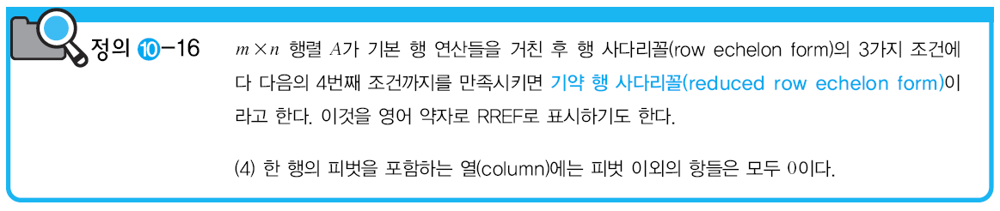 정의 10-16
m×n 행렬 A가 기본 행 연산들을 거친 후 행 사다리꼴(row echelon form)의 3가지 조건에
다 다음의 4번째 조건까지를 만족시키면 기약 행 사다리꼴(reduced row echelon form)이
라고 한다. 이것을 영어 약자로 RREF로 표시하기도 한다.
(4) 한 행의 피벗을 포함하는 열(column)에는 피벗 이외의 항들은 모두 0이다.